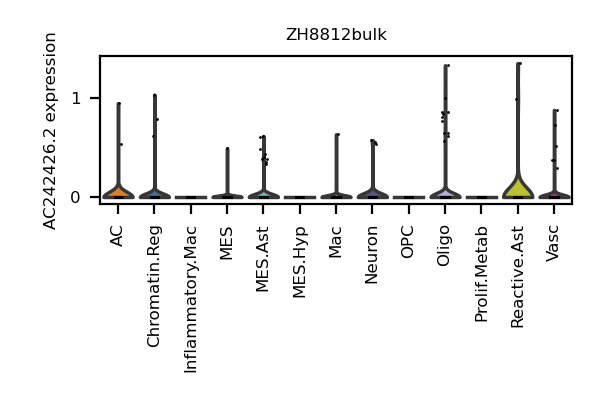 ZH8812bulk
AC242426.2 expression
1
0
AC
Chromatin.Reg
Inflammatory.Mac
MES
MES.Ast
MES.Hyp
Mac
Neuron
OPC
Oligo
Prolif.Metab
Reactive.Ast
Vasc